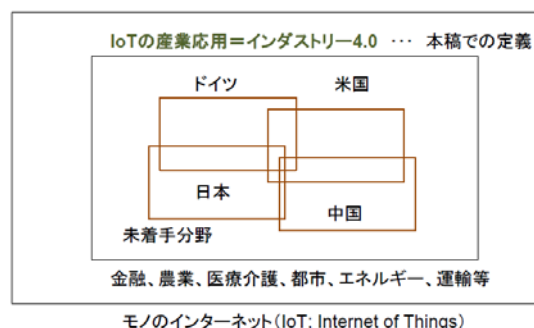 IoTの産業応用＝インダストリー4.0 ･･･ 本稿での定義
ドイツ 米国
日本 中国
未着手分野
金融、農業、医療介護、都市、エネルギー、運輸等
モノのインターネット(IoT: Internet of Things)